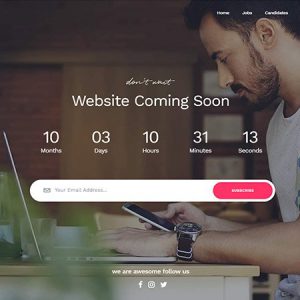 Home Jobs Candidates
don't wait
Website Coming Soon
10 03 10 31 13
Months Days Hours Minutes Seconds
Your Email Address... SUBSCRIBE
we are awesome follow us